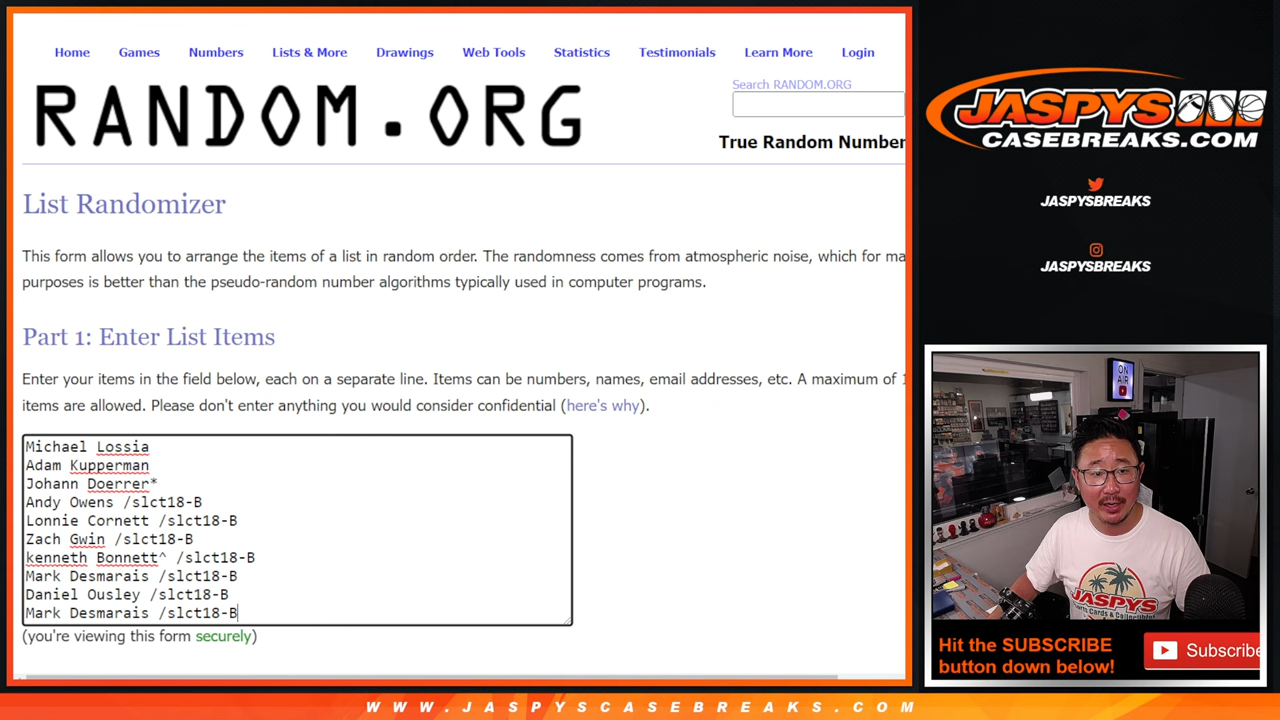 Home Games Numbers Lists & More Drawings Web Tools Statistics Testimonials Learn More Login
RANDOM.ORG
Search RANDOM.ORG
True Random Number
List Randomizer
This form allows you to arrange the items of a list in random order. The randomness comes from atmospheric noise, which for ma
purposes is better than the pseudo-random number algorithms typically used in computer programs.
Part 1: Enter List Items
Enter your items in the field below, each on a separate line. Items can be numbers, names, email addresses, etc. A maximum of 1
items are allowed. Please don't enter anything you would consider confidential (here's why).
Michael Lossia
Adam Kupperman
Johann Doerrer*
Andy Owens /slct18-B
Lonnie Cornett /slct18-B
Zach Gwin /slct18-B
kenneth Bonnett^ /slct18-B
Mark Desmarais /slct18-B
Daniel Ousley /slct18-B
Mark Desmarais /slct18-B
(you're viewing this form securely)
JASPYS
CASEBREAKS.COM
JASPYSBREAKS
JASPYSBREAKS
ON
AIR
JASPYS
Hit the SUBSCRIBE
button down below!
Subscribe
WWW.JASPYSCASEBREAKS.COM